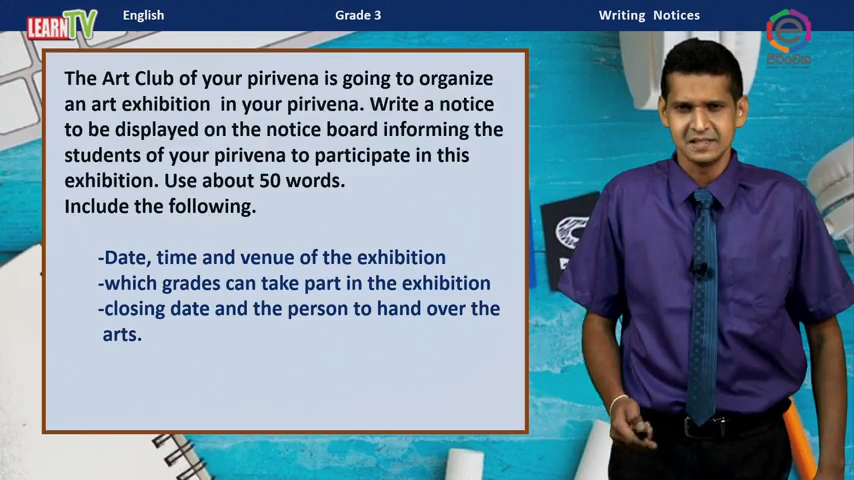 LEARN TV
English
Grade 3
Writing Notices
The Art Club of your pirivena is going to organize
an art exhibition in your pirivena. Write a notice
to be displayed on the notice board informing the
students of your pirivena to participate in this
exhibition. Use about 50 words.
Include the following.
-Date, time and venue of the exhibition
-which grades can take part in the exhibition
-closing date and the person to hand over the
arts.